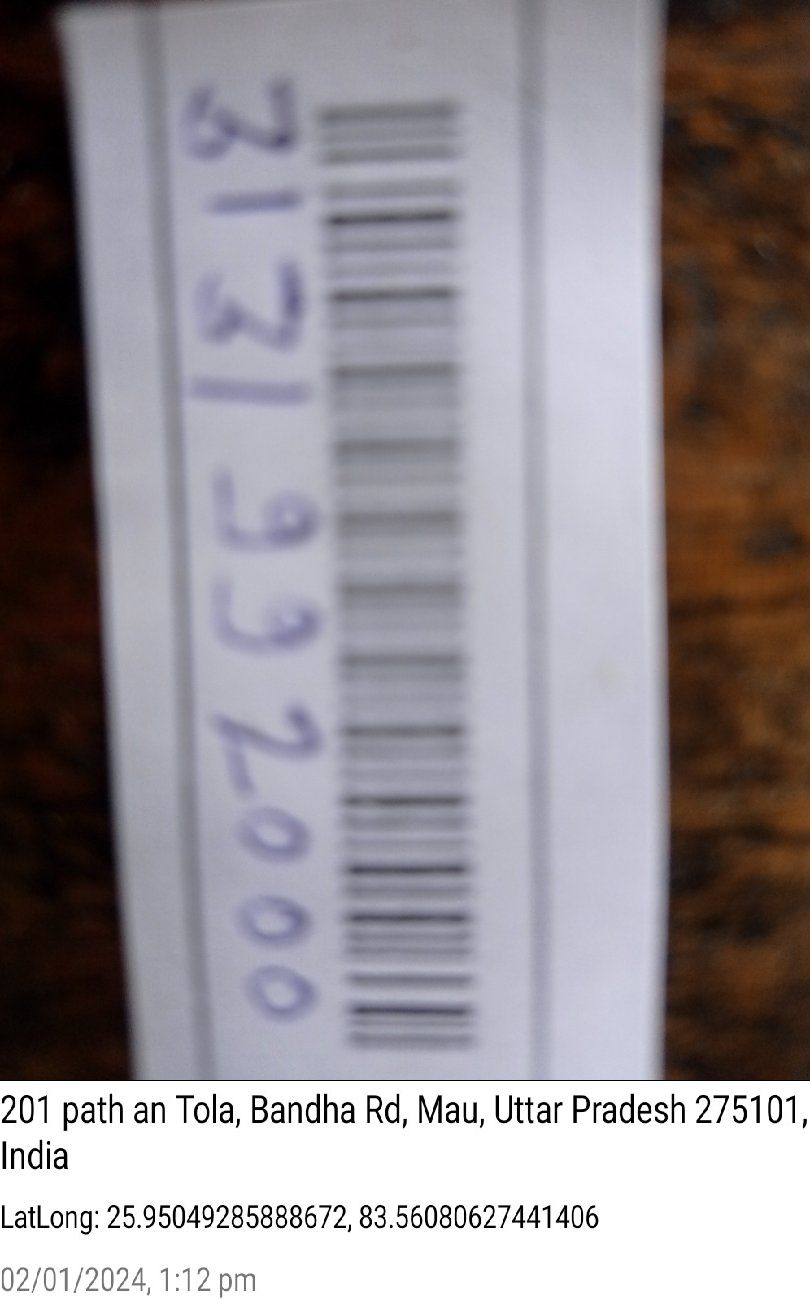 3131992000
201 path an Tola, Bandha Rd, Mau, Uttar Pradesh 275101,
India
LatLong: 25.95049285888672, 83.56080627441406
02/01/2024, 1:12 pm